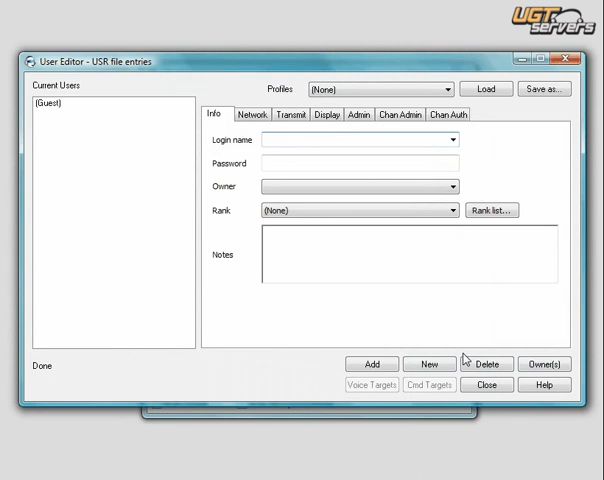 UGT
servers
User Editor - USR file entries
Current Users
Profiles (None) Load Save as...
(Guest)
Info Network Transmit Display Admin Chan Admin Chan Auth
Login name
Password
Owner
Rank (None) Rank list...
Notes
Done Add New Delete Owner(s)
Voice Targets Cmd Targets Close Help